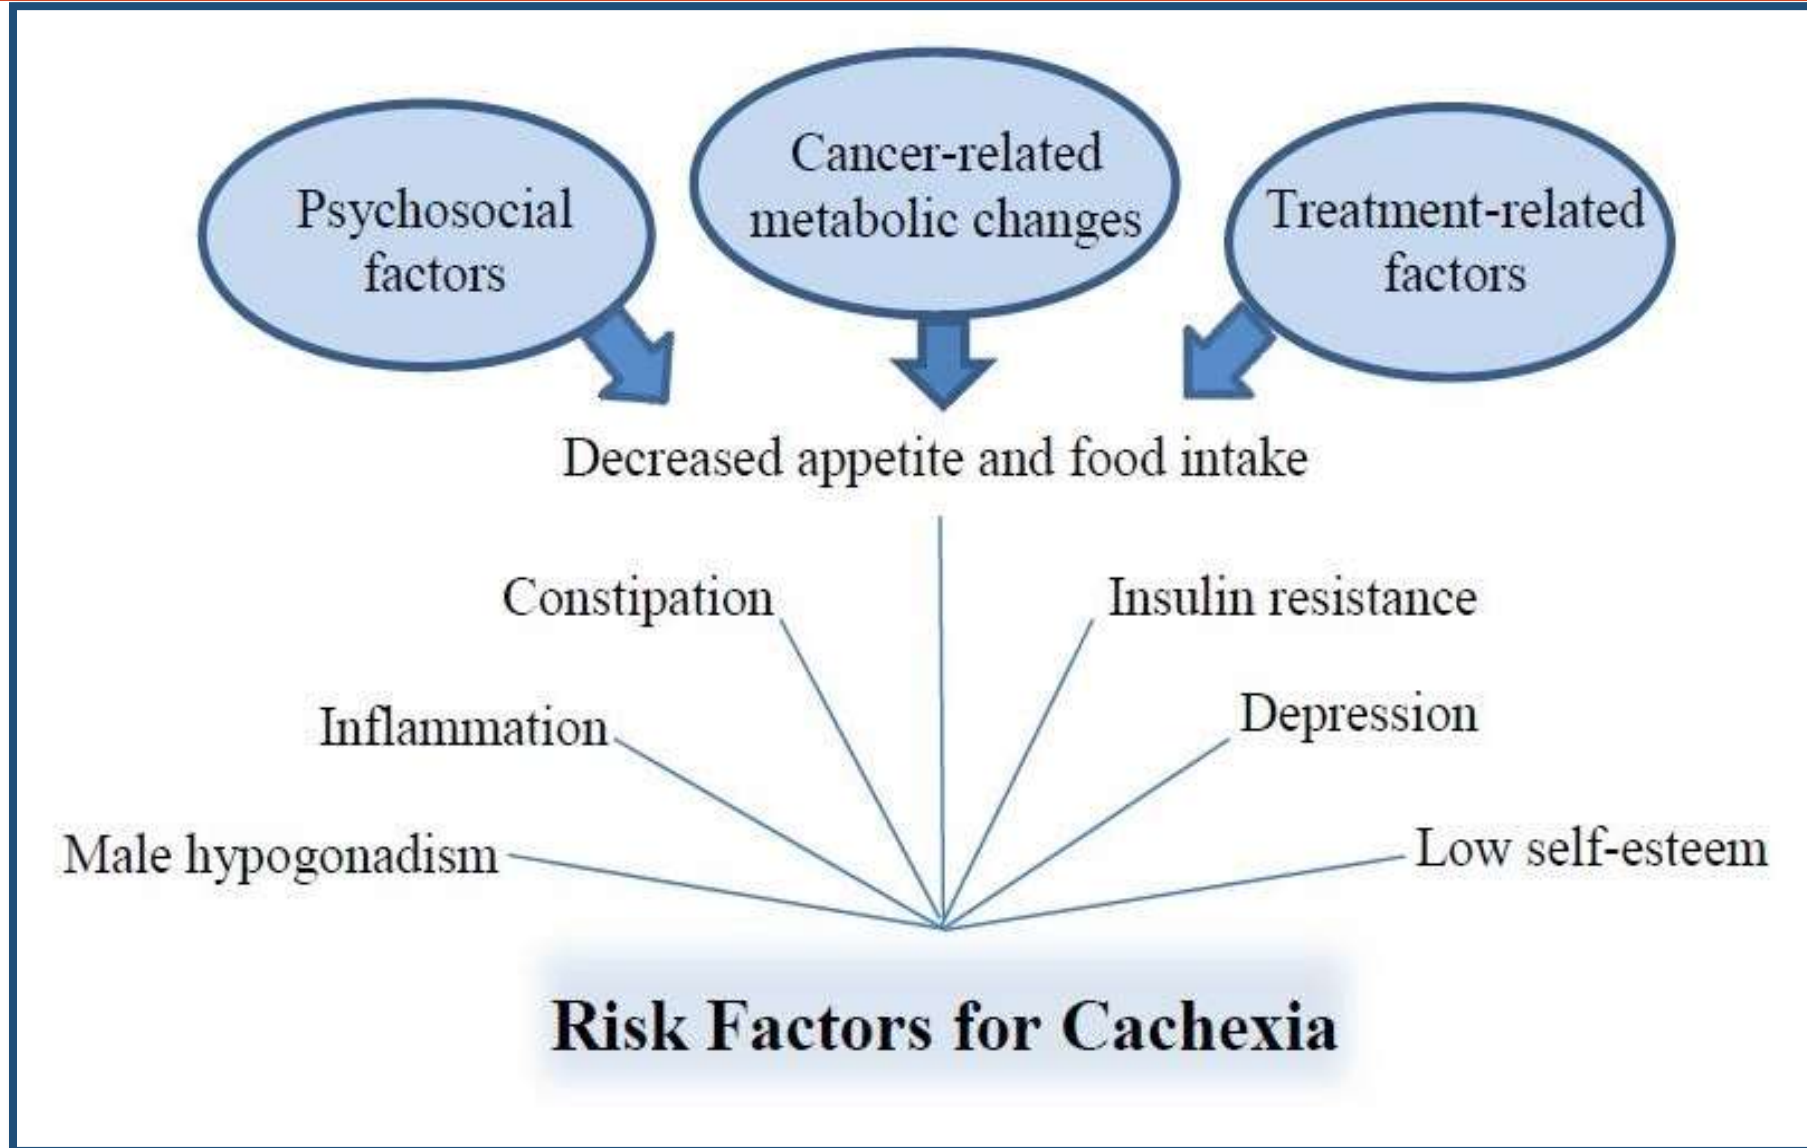 Cancer-related
metabolic changes
Psychosocial
factors
Treatment-related
factors
Decreased appetite and food intake
Constipation
Insulin resistance
Inflammation
Depression
Male hypogonadism
Low self-esteem
Risk Factors for Cachexia